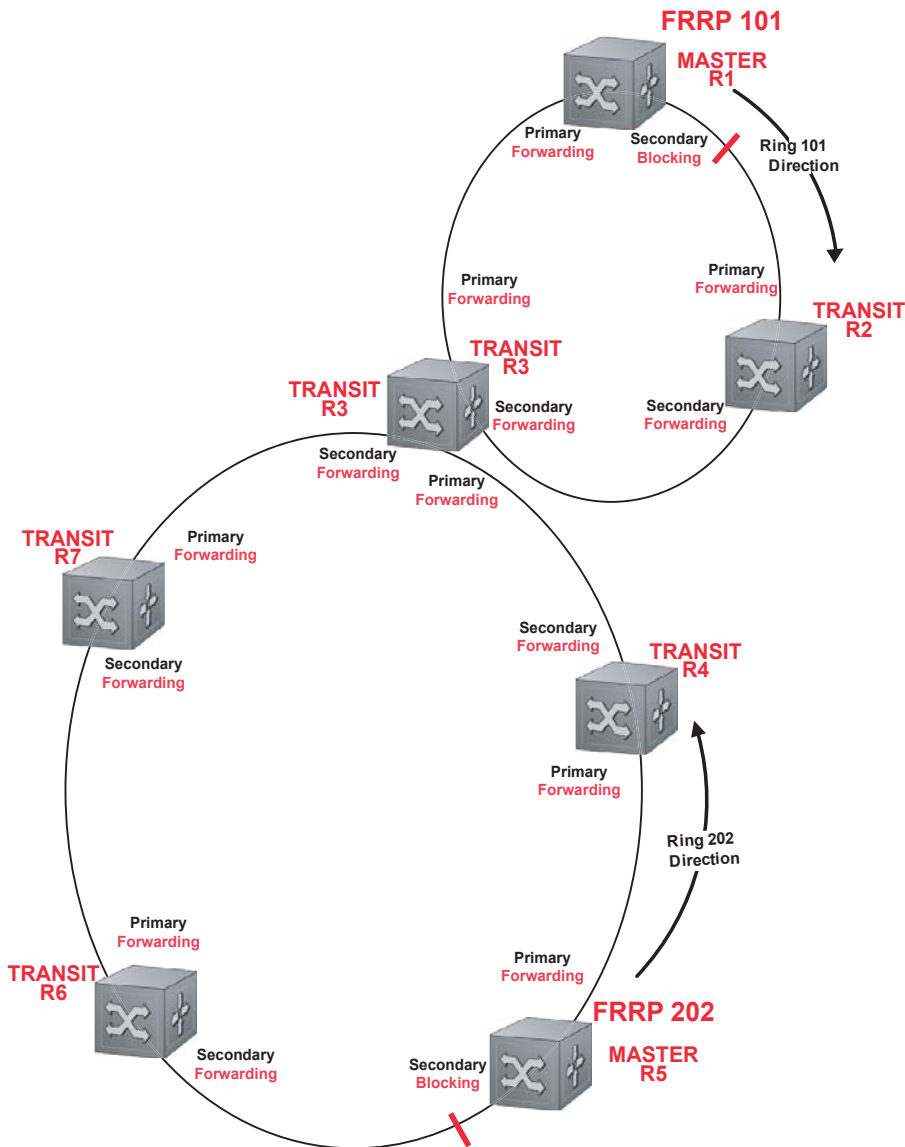 FRRP 101
MASTER
R1
Primary
Forwarding
Secondary
Blocking
Ring 101
Direction
Primary
Forwarding
Primary
Forwarding
TRANSIT
R2
TRANSIT
R3
TRANSIT
R3
Secondary
Forwarding
Secondary
Forwarding
Secondary
Forwarding
Primary
Forwarding
TRANSIT
R7
Primary
Forwarding
Secondary
Forwarding
Secondary
Forwarding
TRANSIT
R4
Primary
Forwarding
Ring 202
Direction
Primary
Forwarding
TRANSIT
R6
Primary
Forwarding
FRRP 202
MASTER
R5
Secondary
Forwarding
Secondary
Blocking